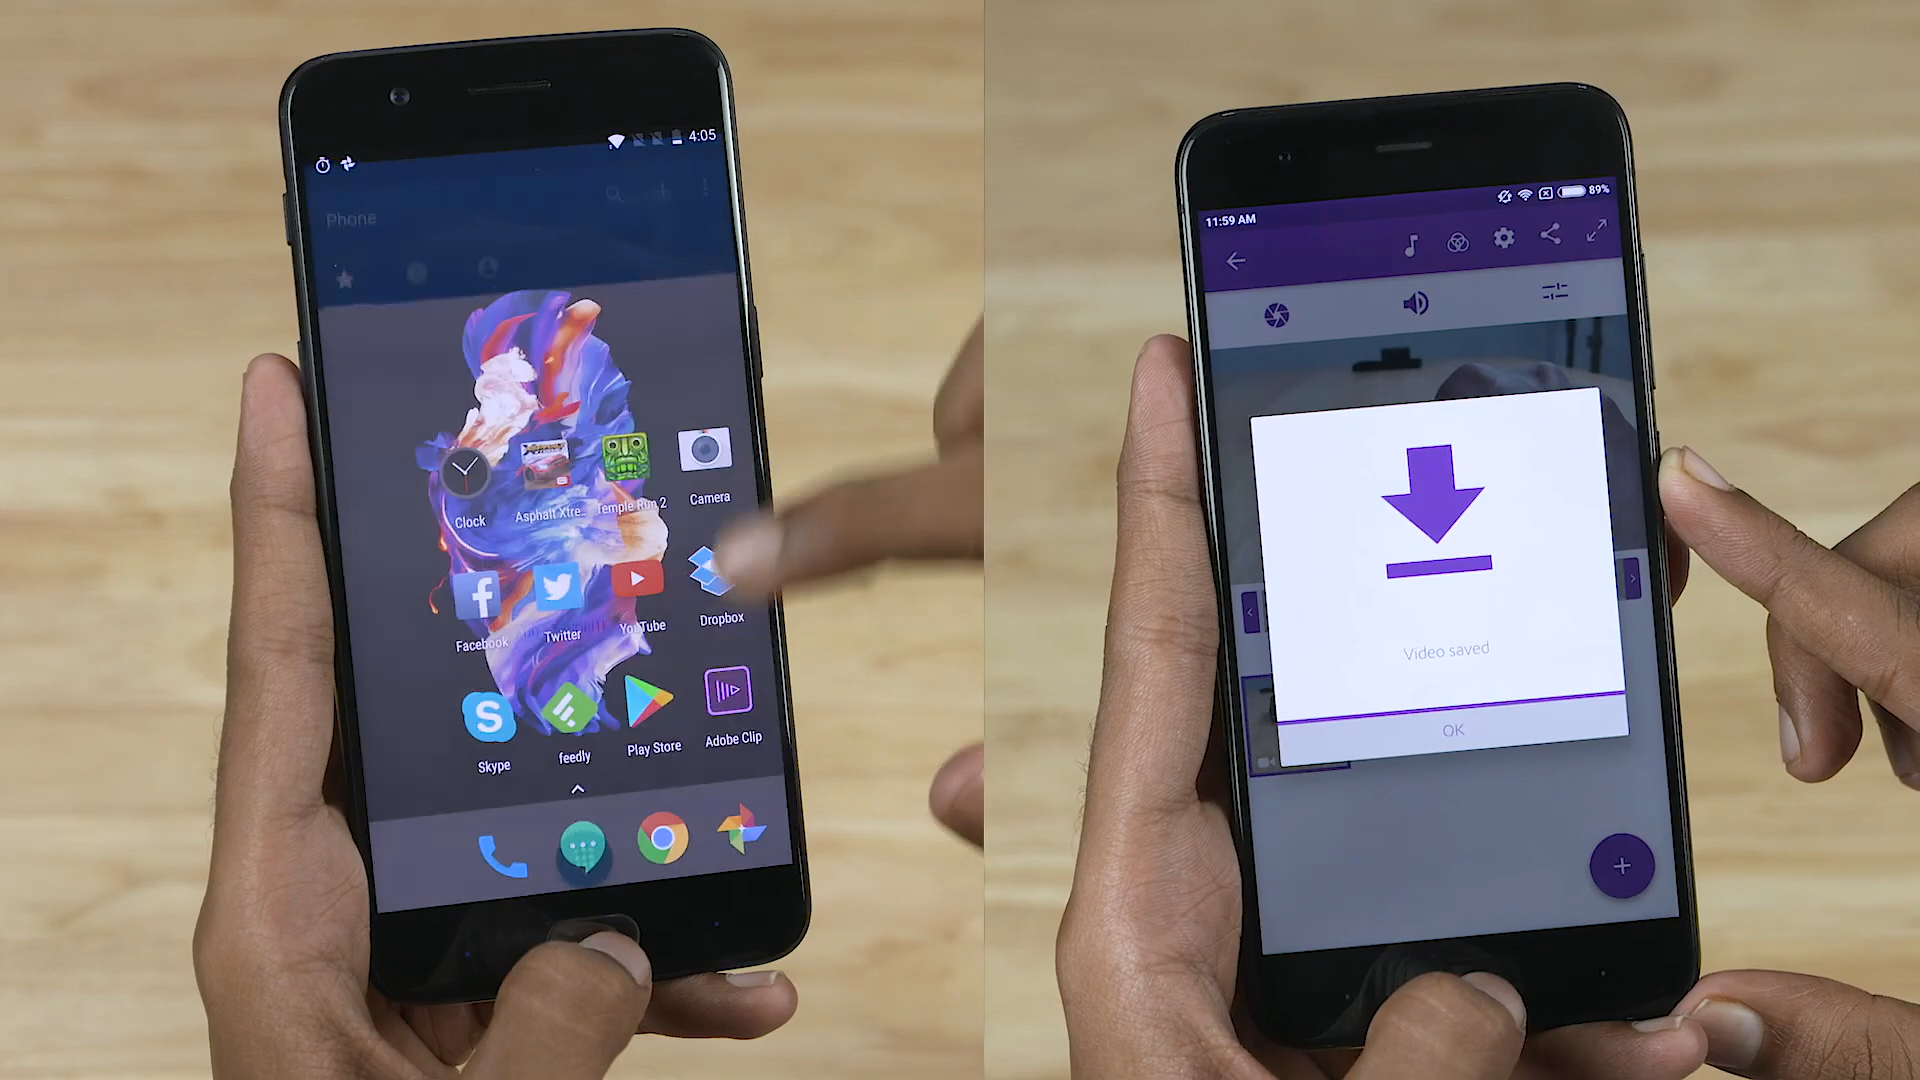 4:05
Phone
Clock
Asphalt Xtre..
Temple Run 2
Camera
Facebook
Twitter
YouTube
Dropbox
Skype
feedly
Play Store
Adobe Clip
11:59 AM
89%
Video saved
OK